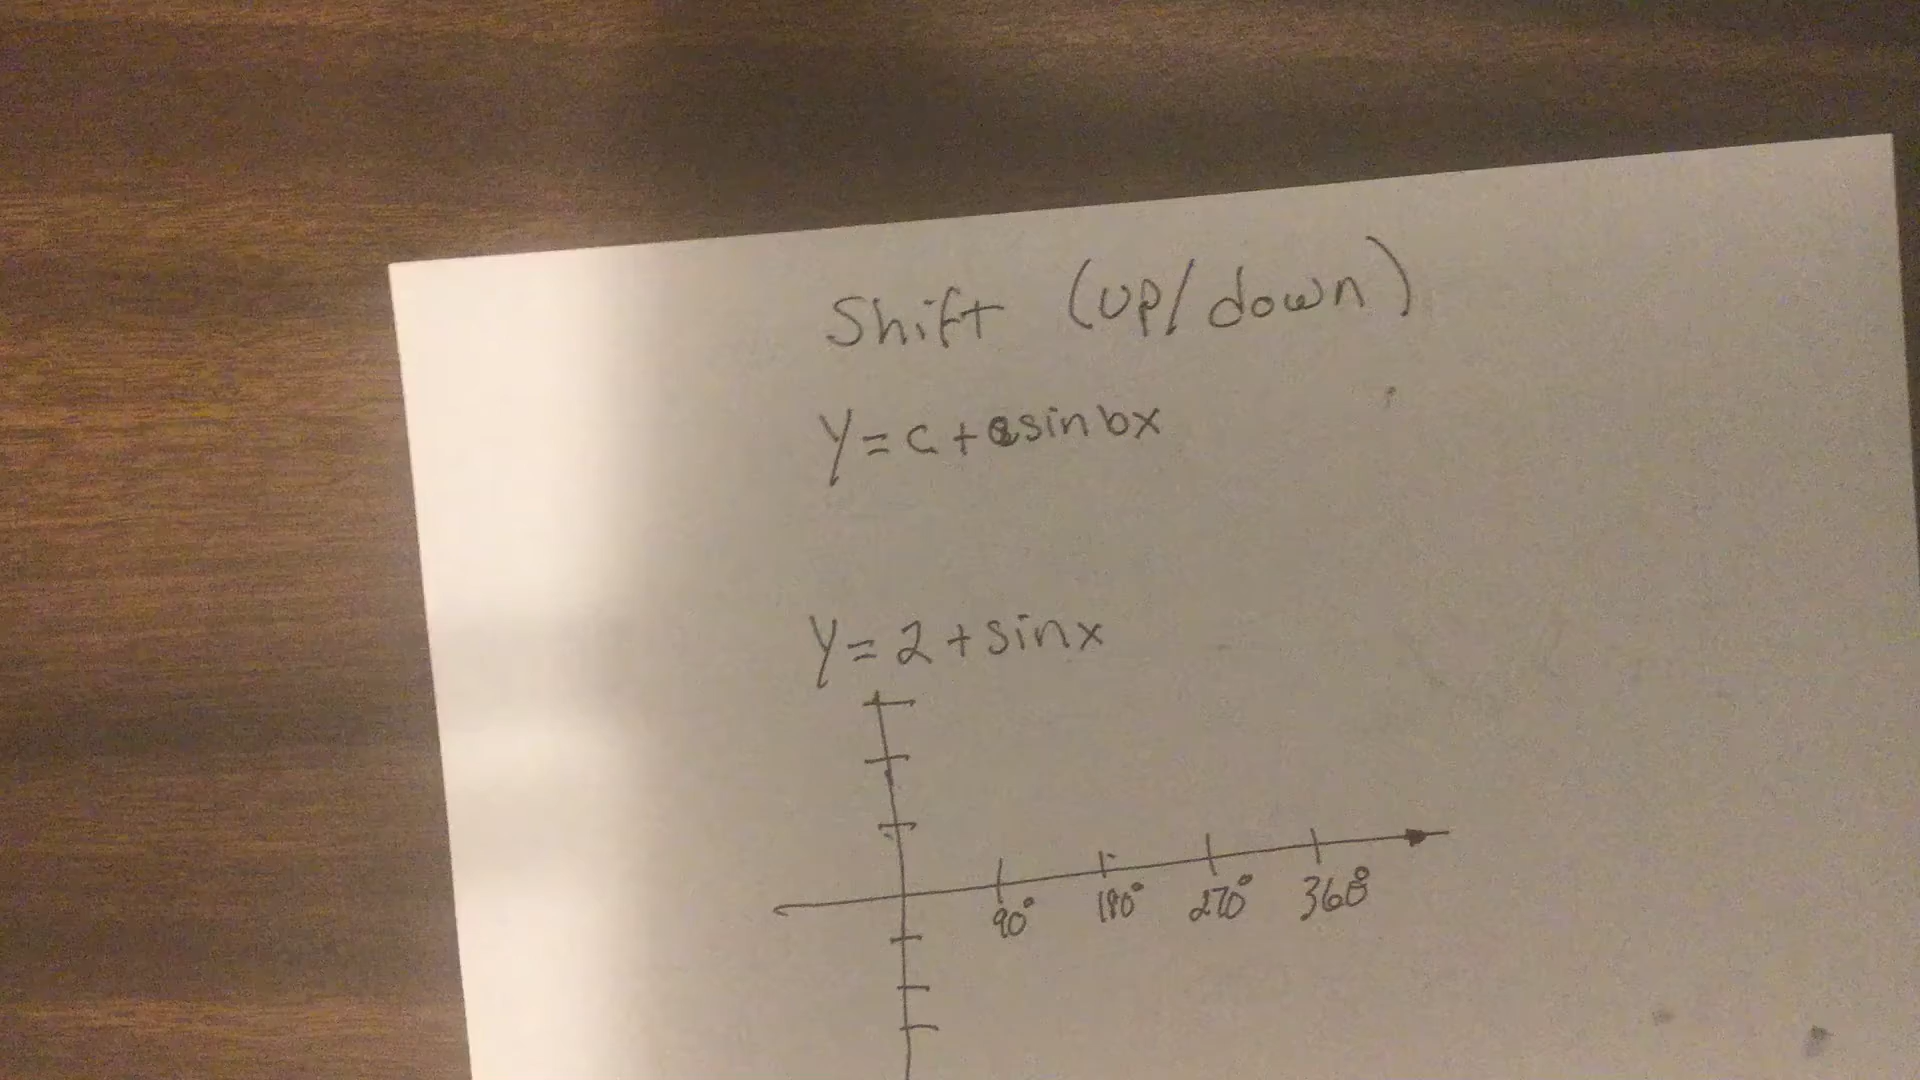 Shift (up/down)
y = c + asinbx
y = 2 + sinx
90° 180° 270° 360°